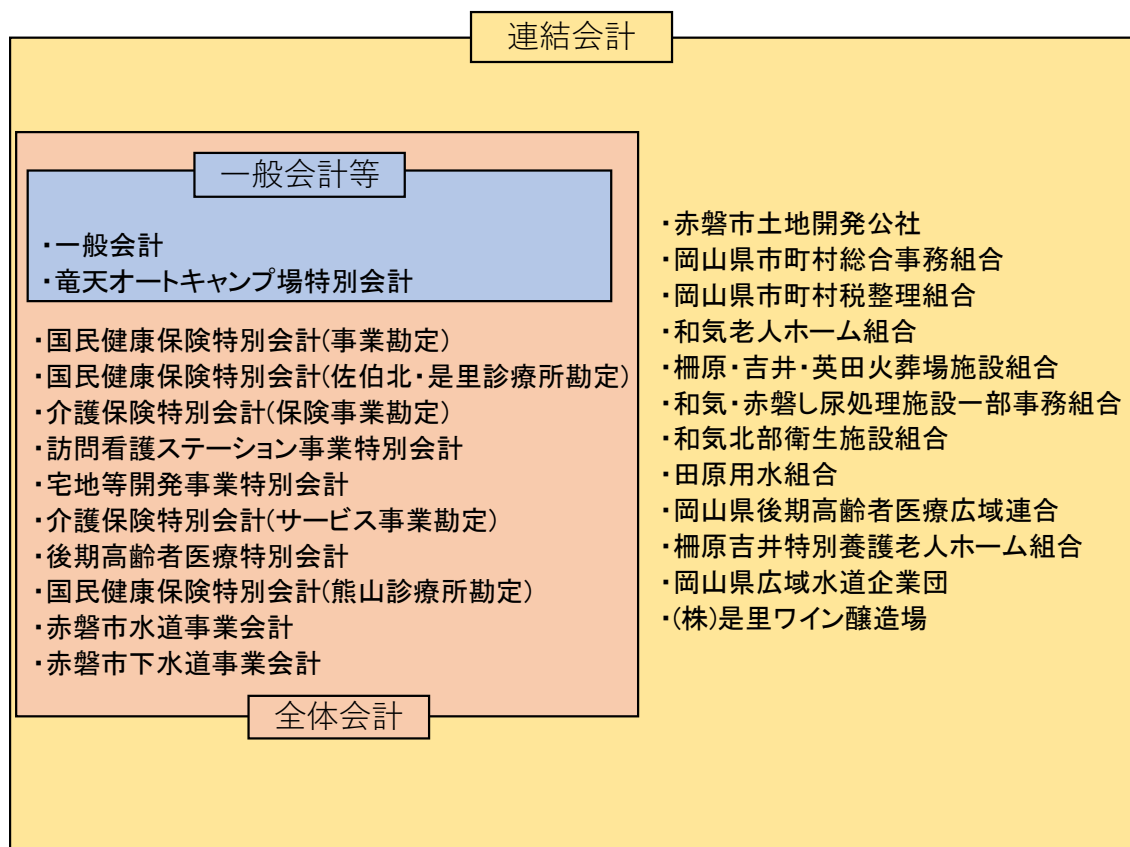 連結会計
一般会計等
・一般会計
・竜天オートキャンプ場特別会計
・国民健康保険特別会計(事業勘定)
・国民健康保険特別会計(佐伯北・是里診療所勘定)
・介護保険特別会計(保険事業勘定)
・訪問看護ステーション事業特別会計
・宅地等開発事業特別会計
・介護保険特別会計(サービス事業勘定)
・後期高齢者医療特別会計
・国民健康保険特別会計(熊山診療所勘定)
・赤磐市水道事業会計
・赤磐市下水道事業会計
全体会計
・赤磐市土地開発公社
・岡山県市町村総合事務組合
・岡山県市町村税整理組合
・和気老人ホーム組合
・柵原・吉井・英田火葬場施設組合
・和気・赤磐し尿処理施設一部事務組合
・和気北部衛生施設組合
・田原用水組合
・岡山県後期高齢者医療広域連合
・柵原吉井特別養護老人ホーム組合
・岡山県広域水道企業団
・(株)是里ワイン醸造場